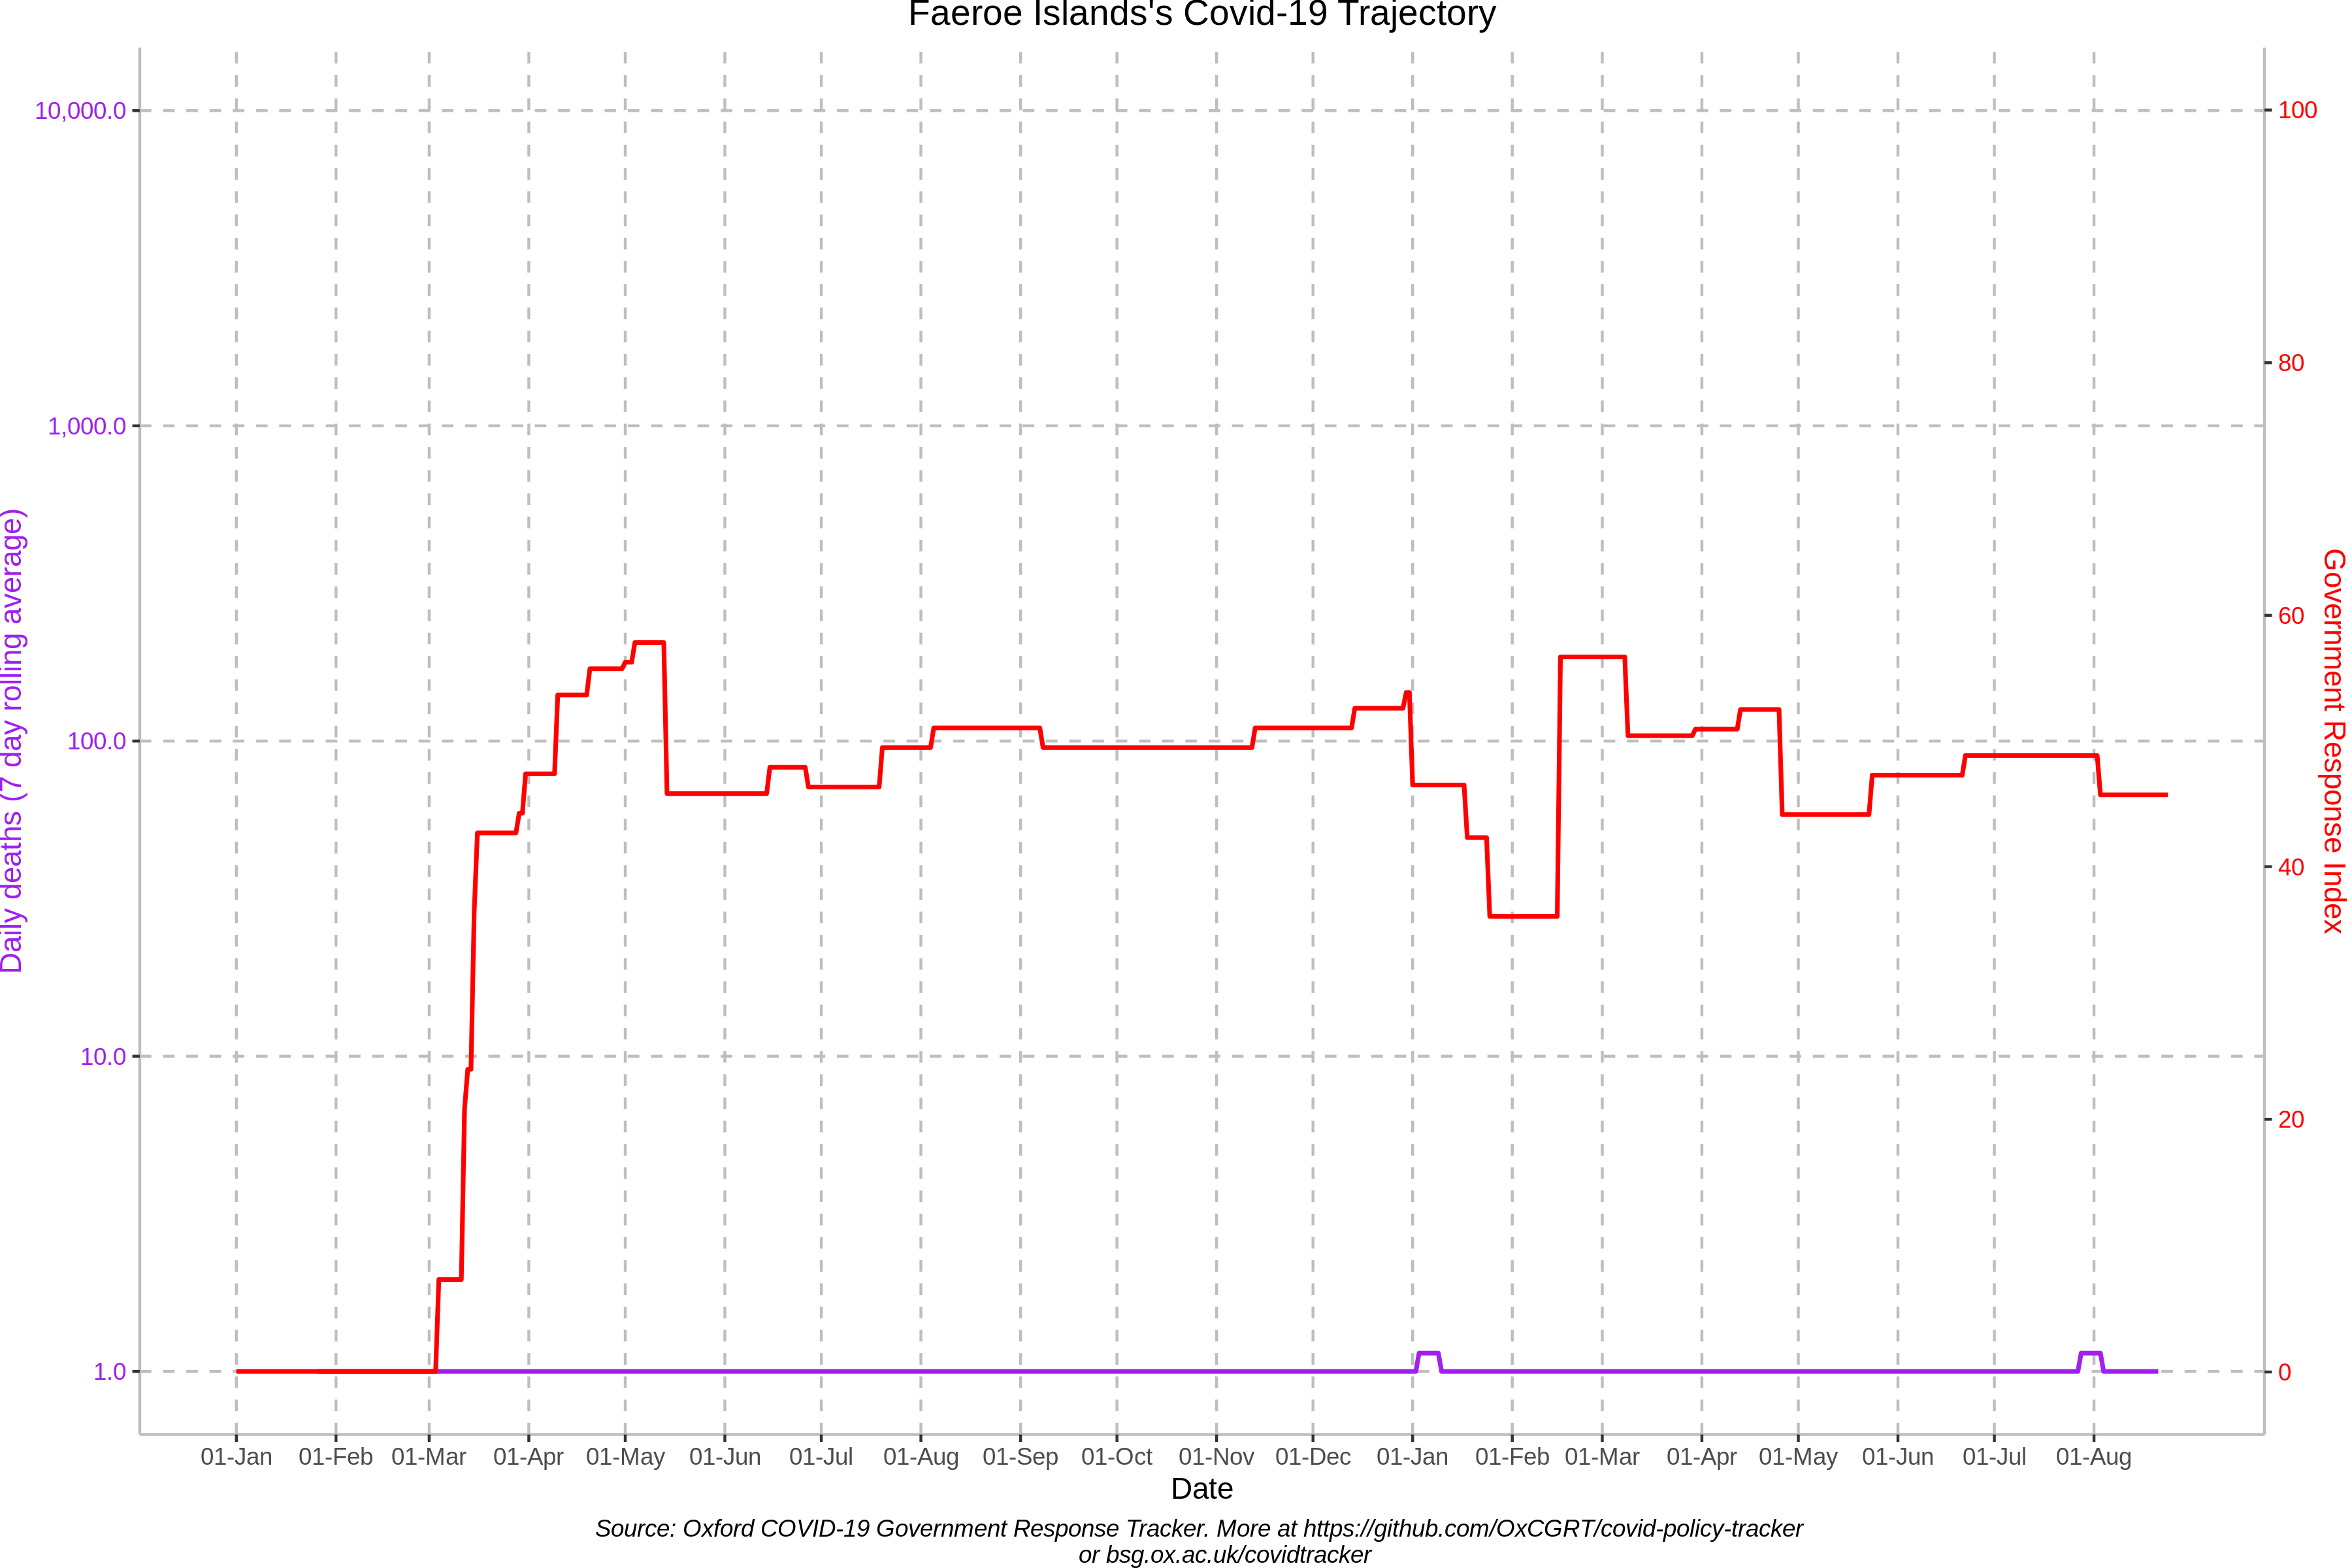 Faeroe Islands's Covid-19 Trajectory
10,000.0
1,000.0
100.0
10.0
1.0
Daily deaths (7 day rolling average)
100
80
60
40
20
0
Government Response Index
01-Jan 01-Feb 01-Mar 01-Apr 01-May 01-Jun 01-Jul 01-Aug 01-Sep 01-Oct 01-Nov 01-Dec 01-Jan 01-Feb 01-Mar 01-Apr 01-May 01-Jun 01-Jul 01-Aug
Date
Source: Oxford COVID-19 Government Response Tracker. More at https://github.com/OxCGRT/covid-policy-tracker
or bsg.ox.ac.uk/covidtracker